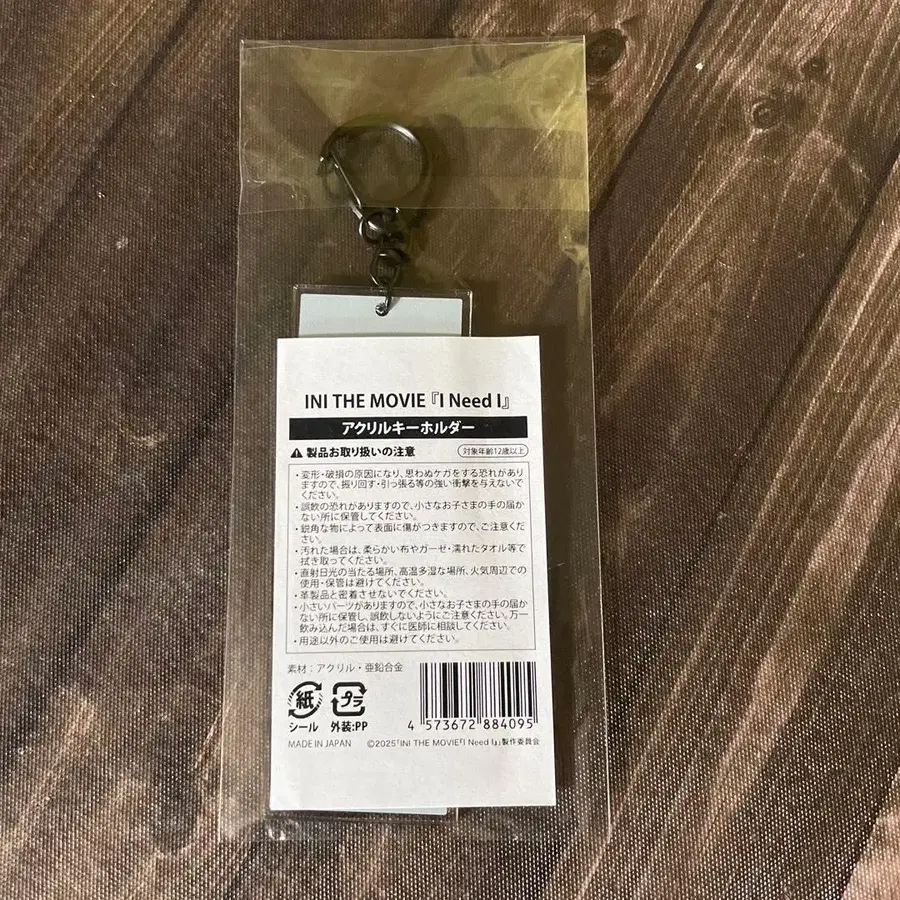 INI THE MOVIE『I Need I』
アクリルキーホルダー
⚠ 製品お取り扱いの注意
対象年齢12歳以上
・変形・破損の原因になり、思わぬケガをする恐れがあり
ますので、振り回す・引っ張る等の強い衝撃を与えないで
ください。
・誤飲の恐れがありますので、小さなお子さまの手の届か
ない所に保管してください。
・鋭角な物によって表面に傷がつきますので、ご注意くださ
い。
・汚れた場合は、柔らかい布やガーゼ・濡れたタオル等で
拭き取ってください。
・直射日光の当たる場所、高温多湿な場所、火気周辺での
使用・保管は避けてください。
・革製品と密着させないでください。
・小さいパーツがありますので、小さなお子さまの手の届か
ない所に保管し、誤飲しないようにご注意ください。万一
飲み込んだ場合は、すぐに医師に相談してください。
・用途以外のご使用は避けてください。
素材：アクリル・亜鉛合金
紙
シール
プラ
外装:PP
4 573672 884095
MADE IN JAPAN
©2025「INI THE MOVIE『I Need I』」製作委員会